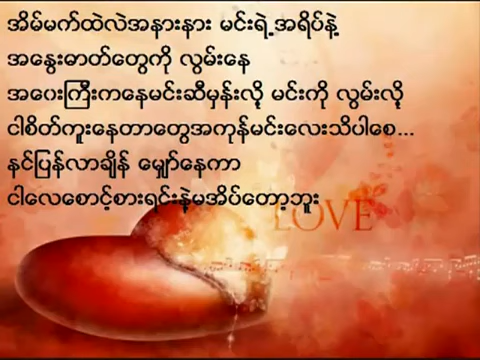 အိမ်မက်ထဲလဲအနားနား မင်းရဲ့အရိပ်နဲ့
အနွေးဓာတ်တွေကို လွမ်းနေ
အဝေးကြီးကနေမင်းဆီမှန်းလို့ မင်းကို လွမ်းလို့
ငါစိတ်ကူးနေတာတွေအကုန်မင်းလေးသိပါစေ...
နင်ပြန်လာချိန် မျှော်နေကာ
ငါလေစောင့်စားရင်းနဲ့မအိပ်တော့ဘူး
LOVE